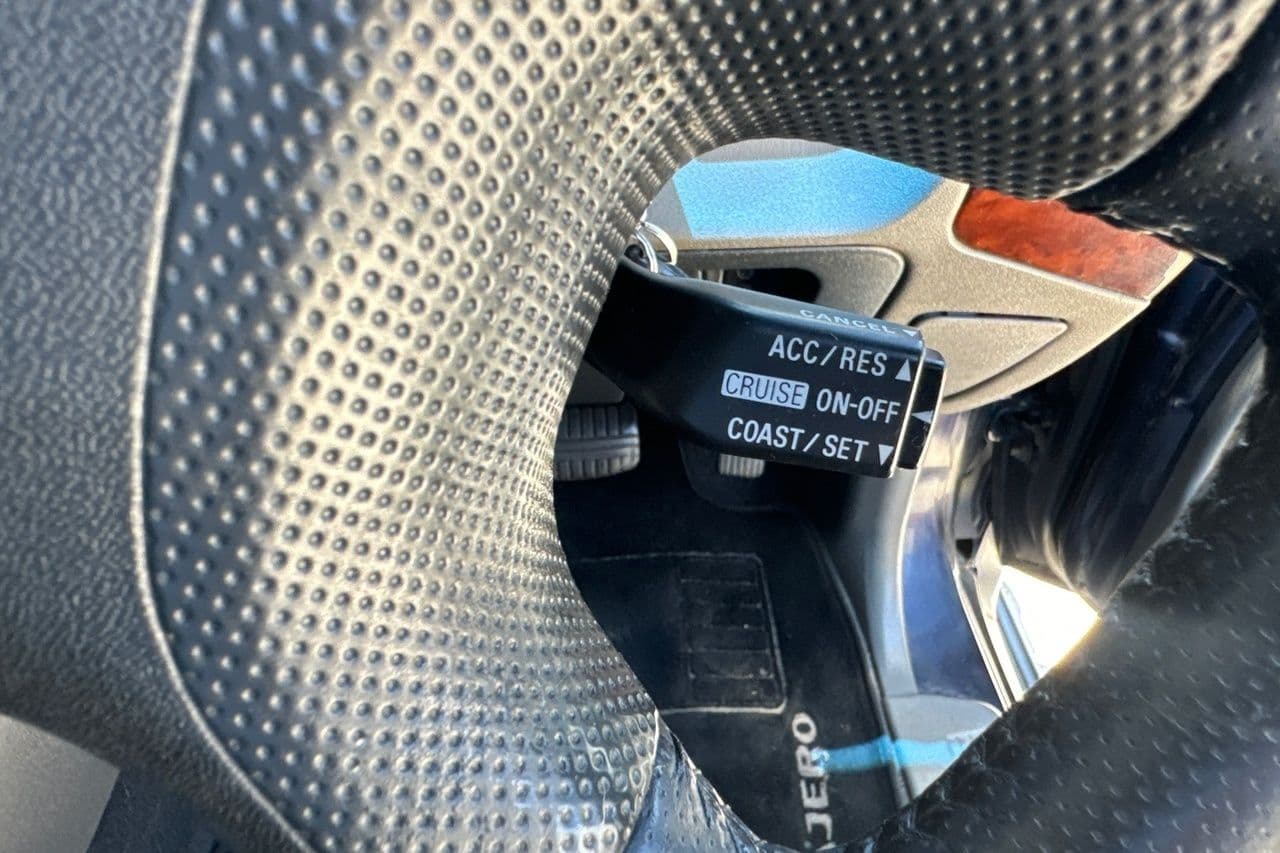 CANCEL ▼
ACC/RES ▲
CRUISE ON-OFF ◀
COAST/SET ▼
JERO